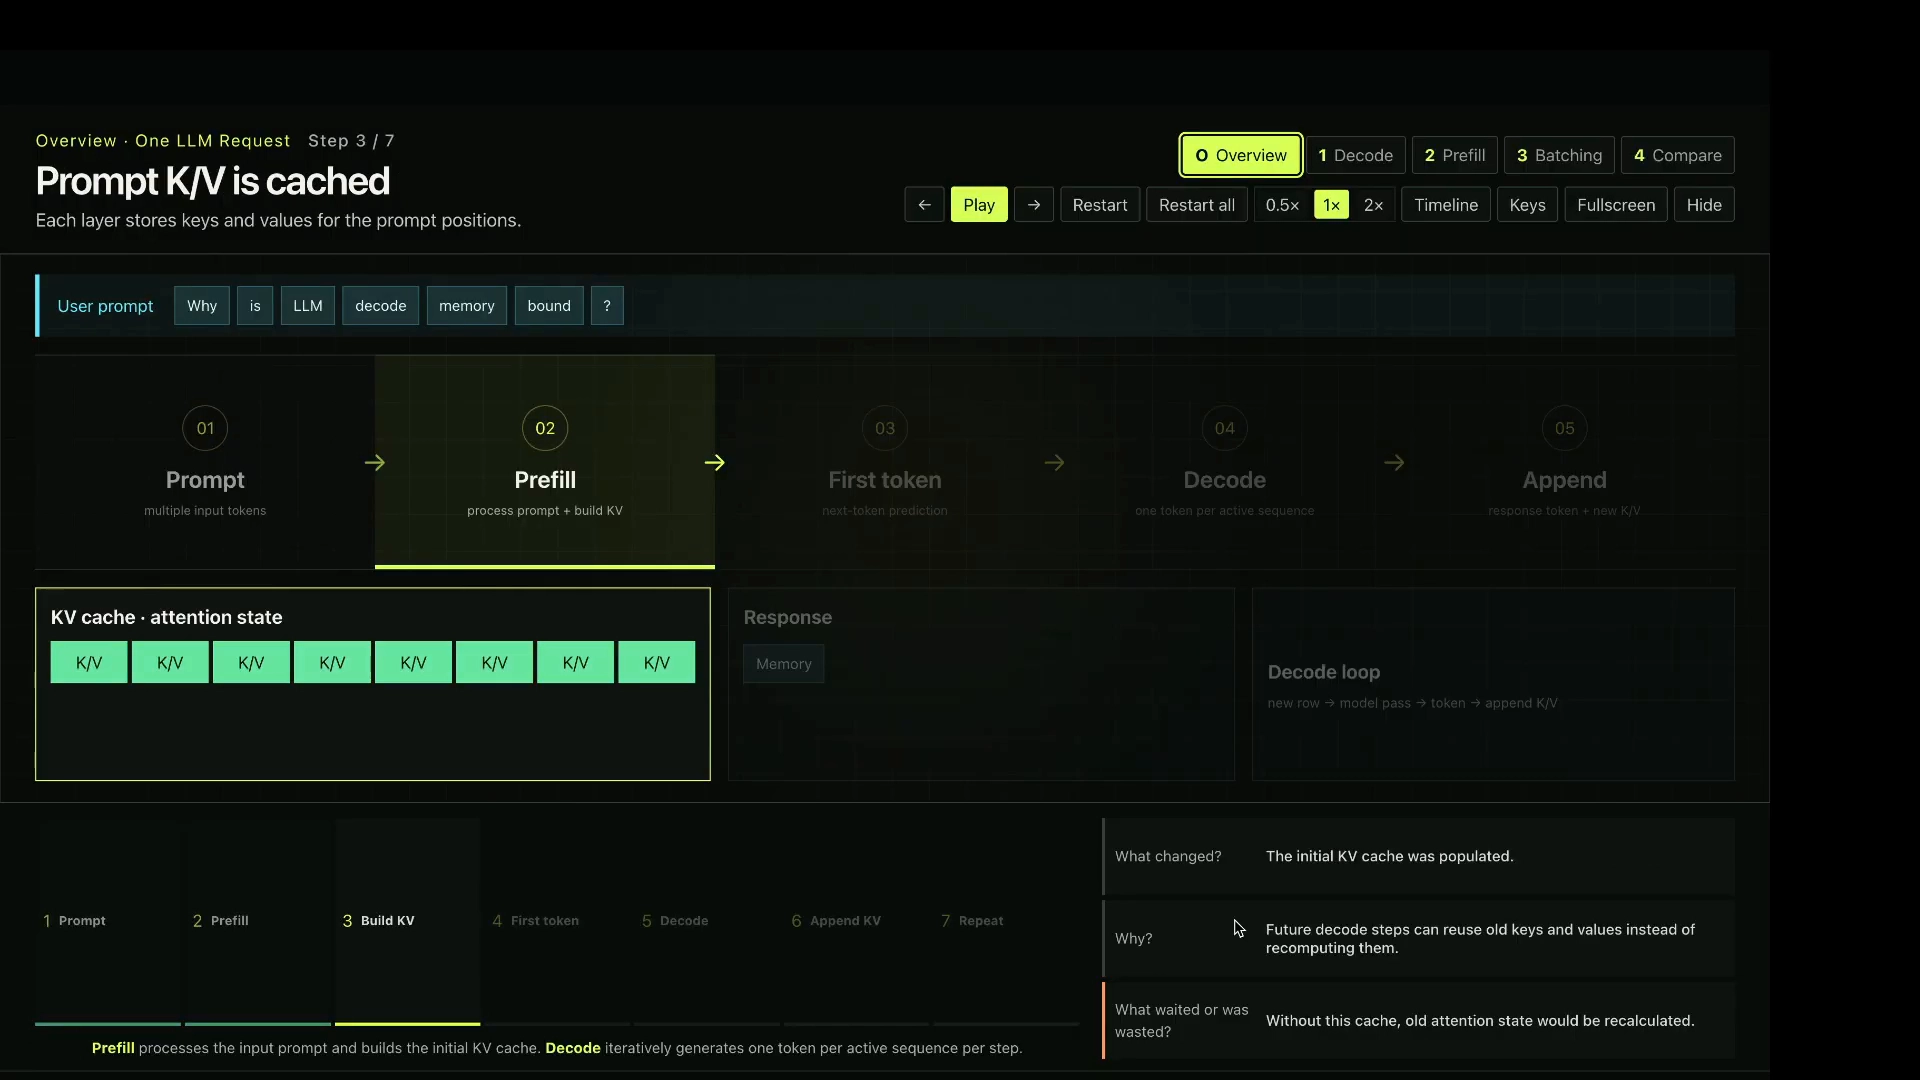 Overview · One LLM Request Step 3 / 7
Prompt K/V is cached
Each layer stores keys and values for the prompt positions.
0 Overview
1 Decode
2 Prefill
3 Batching
4 Compare
← Play → Restart Restart all 0.5× 1× 2× Timeline Keys Fullscreen Hide
User prompt Why is LLM decode memory bound ?
01
Prompt
multiple input tokens
→
02
Prefill
process prompt + build KV
→
03
First token
next-token prediction
→
04
Decode
one token per active sequence
→
05
Append
response token + new K/V
KV cache · attention state
K/V K/V K/V K/V K/V K/V K/V K/V
Response
Memory
Decode loop
new row → model pass → token → append K/V
1 Prompt
2 Prefill
3 Build KV
4 First token
5 Decode
6 Append KV
7 Repeat
Prefill processes the input prompt and builds the initial KV cache. Decode iteratively generates one token per active sequence per step.
What changed?
The initial KV cache was populated.
Why?
Future decode steps can reuse old keys and values instead of
recomputing them.
What waited or was
wasted?
Without this cache, old attention state would be recalculated.